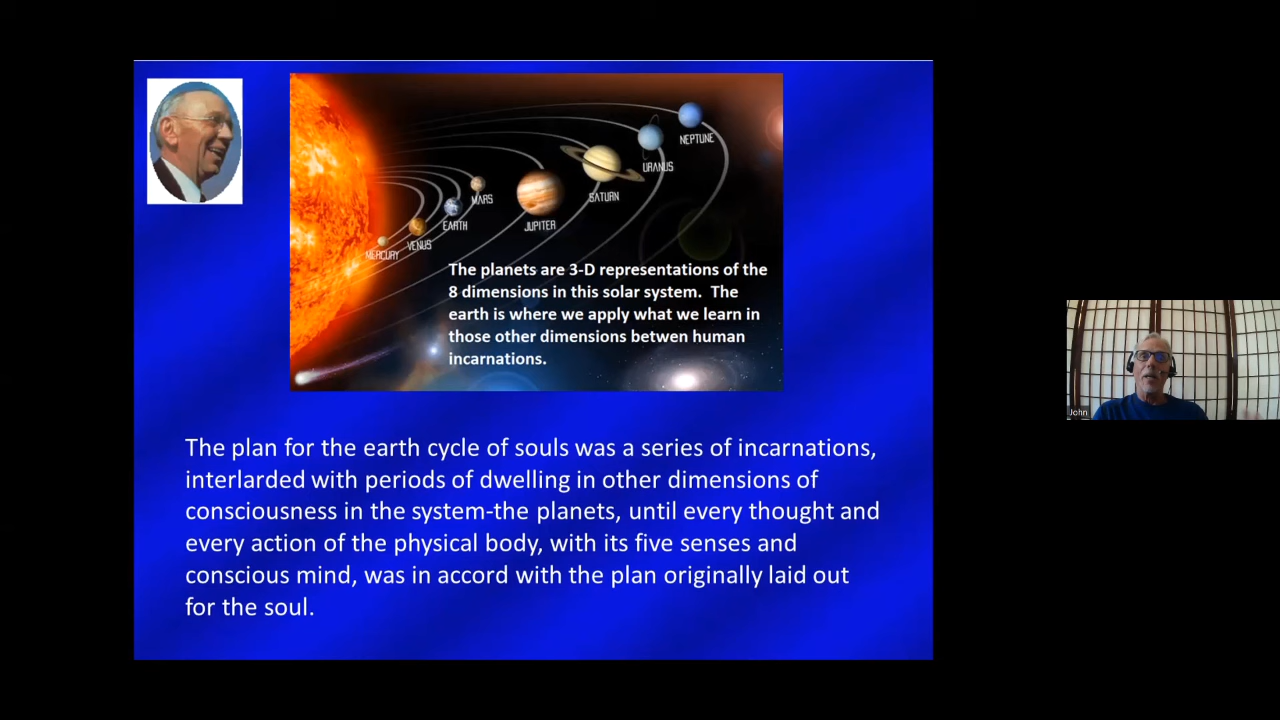 NEPTUNE
URANUS
SATURN
MARS
JUPITER
EARTH
VENUS
MERCURY
The planets are 3-D representations of the
8 dimensions in this solar system. The
earth is where we apply what we learn in
those other dimensions betwen human
incarnations.
The plan for the earth cycle of souls was a series of incarnations,
interlarded with periods of dwelling in other dimensions of
consciousness in the system-the planets, until every thought and
every action of the physical body, with its five senses and
conscious mind, was in accord with the plan originally laid out
for the soul.
John